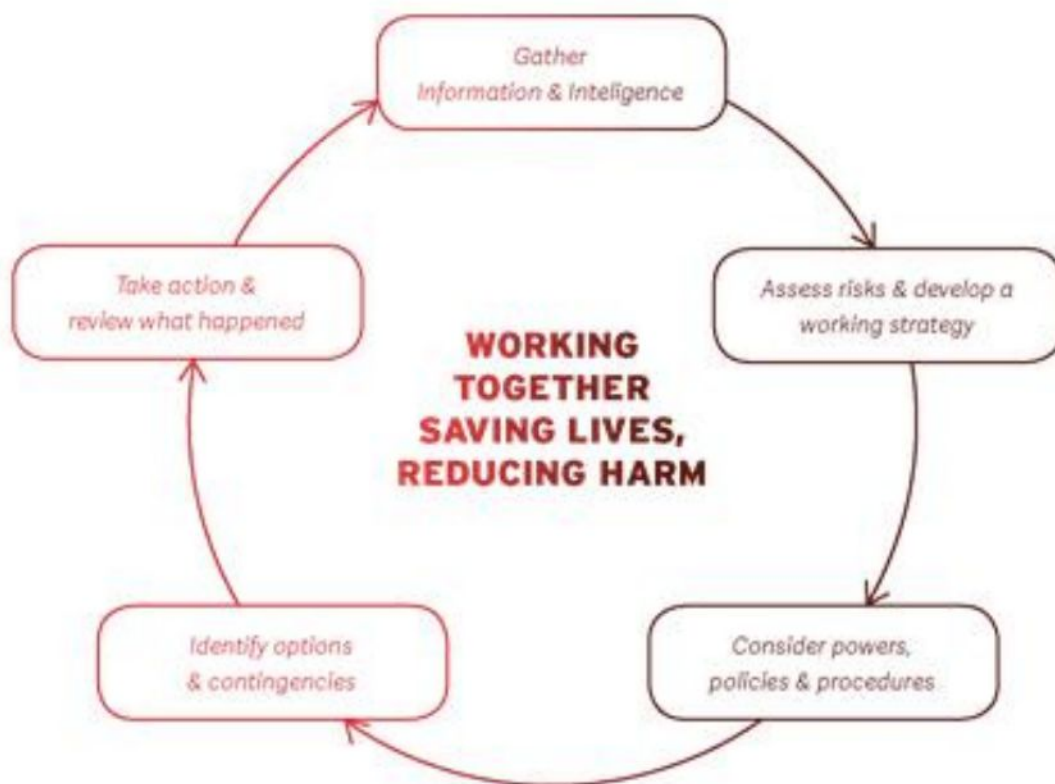 Gather
Information & Inteligence
Assess risks & develop a
working strategy
Consider powers,
policies & procedures
Identify options
& contingencies
Take action &
review what happened
WORKING
TOGETHER
SAVING LIVES,
REDUCING HARM